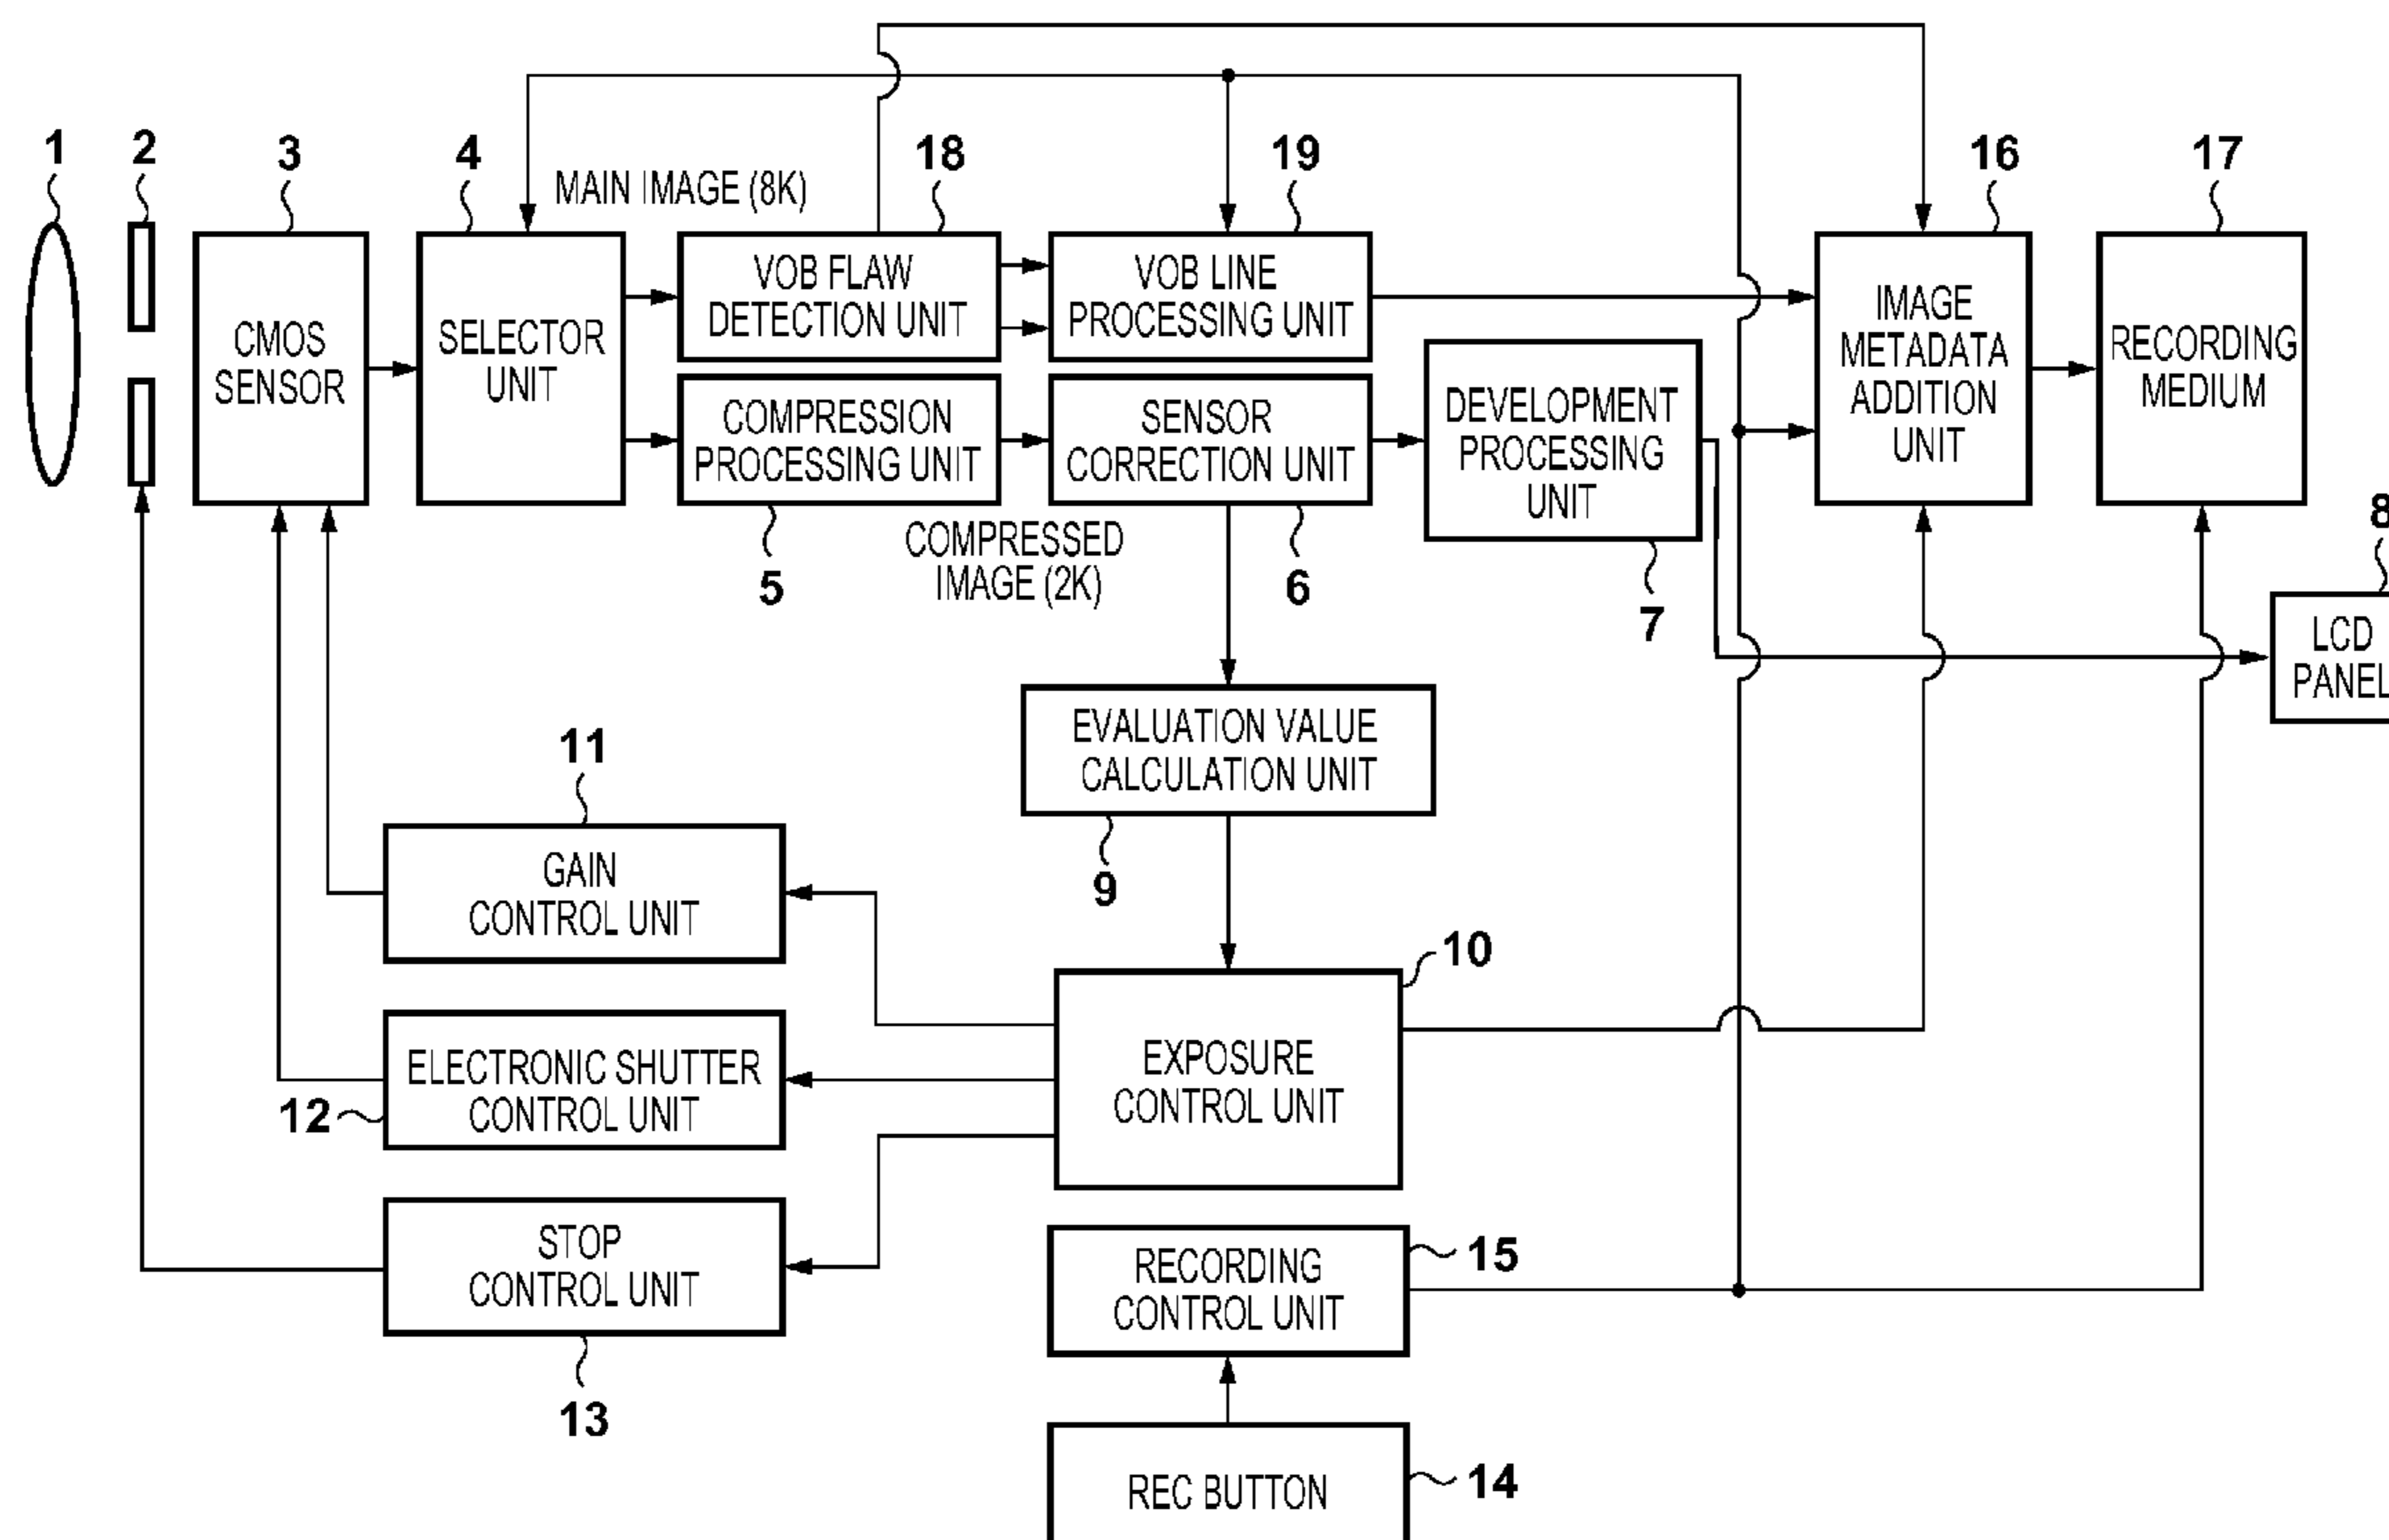 1
2
3
4
MAIN IMAGE (8K)
18
19
16
17
CMOS
SENSOR
SELECTOR
UNIT
VOB FLAW
DETECTION UNIT
VOB LINE
PROCESSING UNIT
IMAGE
METADATA
ADDITION
UNIT
RECORDING
MEDIUM
COMPRESSION
PROCESSING UNIT
SENSOR
CORRECTION UNIT
DEVELOPMENT
PROCESSING
UNIT
5
COMPRESSED
IMAGE (2K)
6
7
8
LCD
PANEL
EVALUATION VALUE
CALCULATION UNIT
9
11
GAIN
CONTROL UNIT
10
EXPOSURE
CONTROL UNIT
ELECTRONIC SHUTTER
CONTROL UNIT
12
STOP
CONTROL UNIT
13
RECORDING
CONTROL UNIT
15
REC BUTTON
14